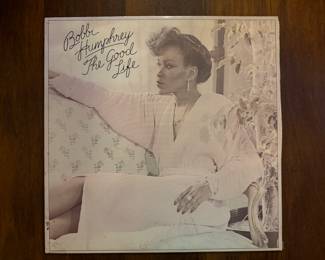 Bobbi
Humphrey
The Good
Life